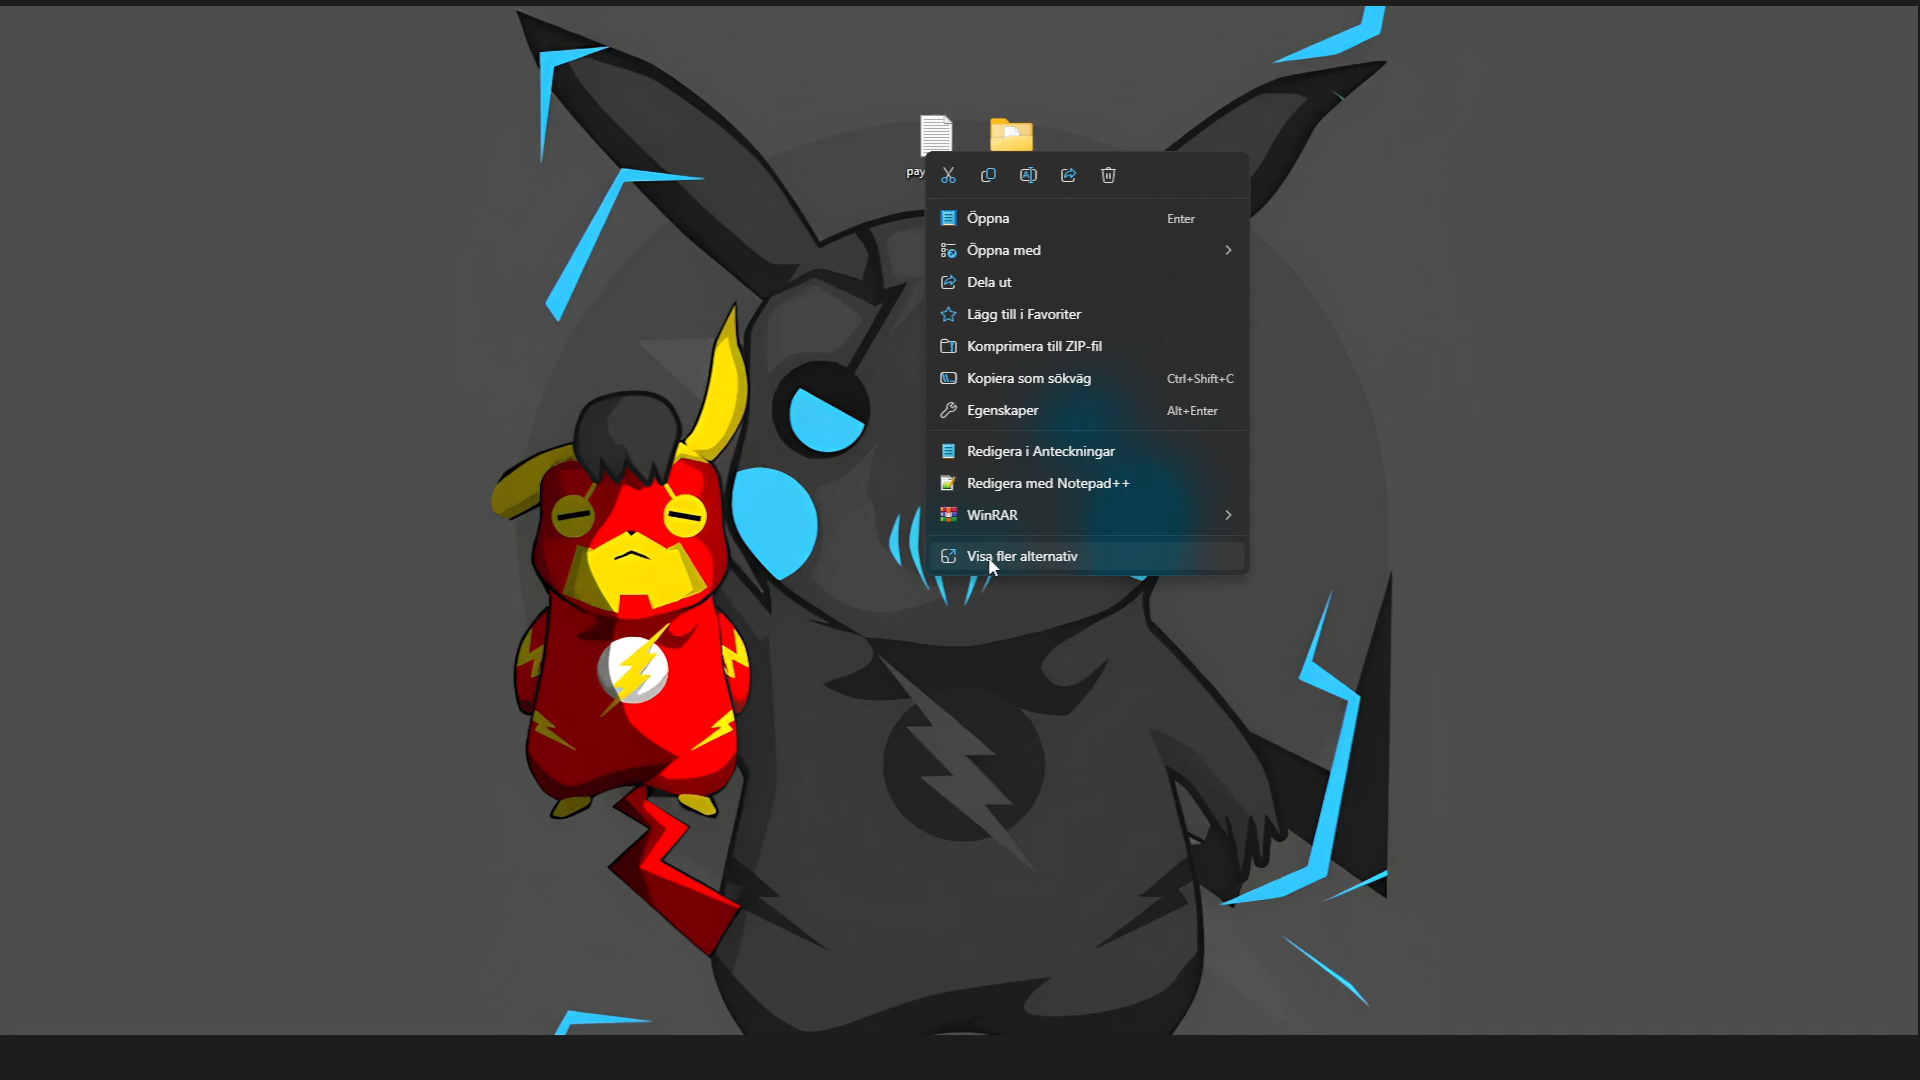 Öppna Enter
Öppna med
Dela ut
Lägg till i Favoriter
Komprimera till ZIP-fil
Kopiera som sökväg Ctrl+Shift+C
Egenskaper Alt+Enter
Redigera i Anteckningar
Redigera med Notepad++
WinRAR
Visa fler alternativ